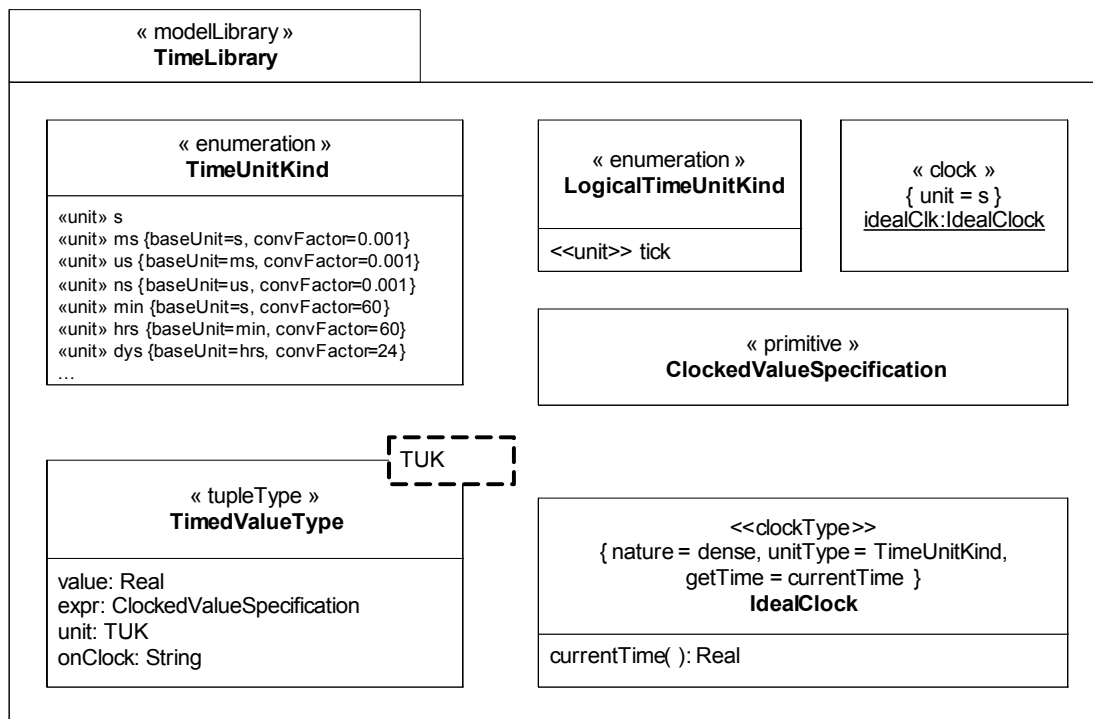 « modelLibrary »
TimeLibrary
« enumeration »
TimeUnitKind
«unit» s
«unit» ms {baseUnit=s, convFactor=0.001}
«unit» us {baseUnit=ms, convFactor=0.001}
«unit» ns {baseUnit=us, convFactor=0.001}
«unit» min {baseUnit=s, convFactor=60}
«unit» hrs {baseUnit=min, convFactor=60}
«unit» dys {baseUnit=hrs, convFactor=24}
...
« enumeration »
LogicalTimeUnitKind
<<unit>> tick
« clock »
{ unit = s }
idealClk:IdealClock
« primitive »
ClockedValueSpecification
TUK
« tupleType »
TimedValueType
value: Real
expr: ClockedValueSpecification
unit: TUK
onClock: String
<<clockType>>
{ nature = dense, unitType = TimeUnitKind,
getTime = currentTime }
IdealClock
currentTime( ): Real